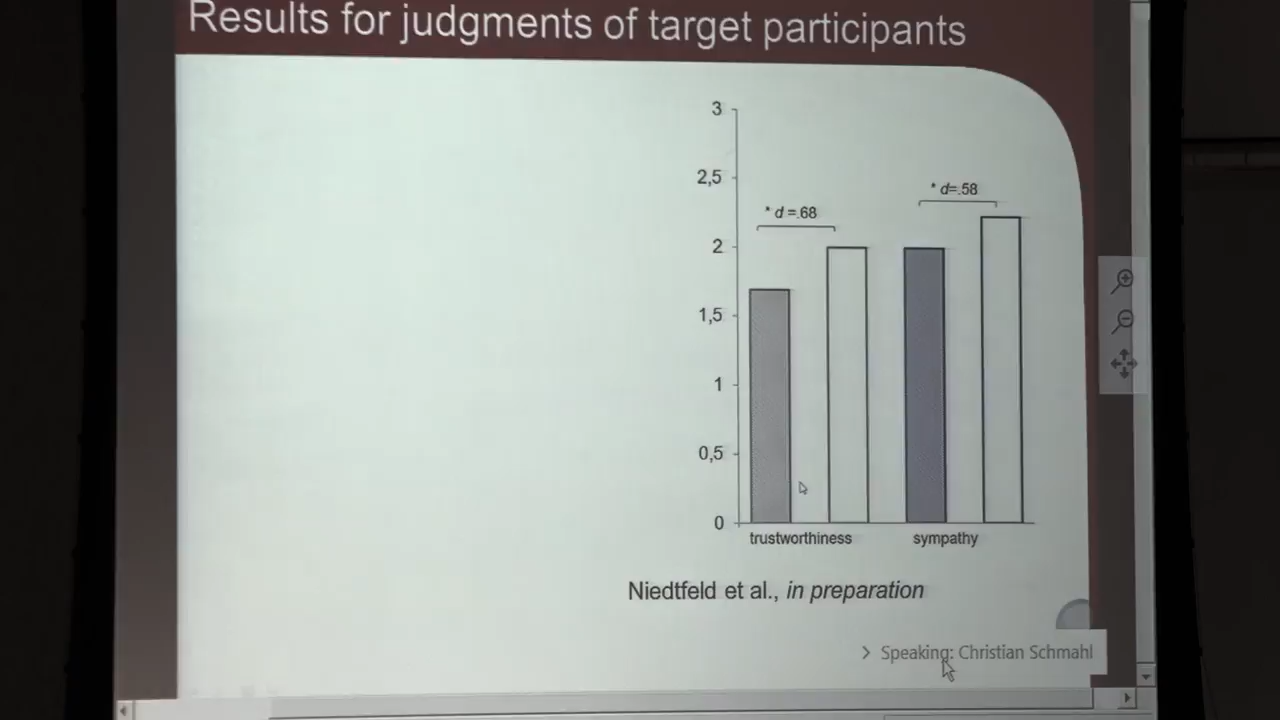 Results for judgments of target participants
3
2,5
* d=.58
* d =.68
2
1,5
1
0,5
0
trustworthiness
sympathy
Niedtfeld et al., in preparation
> Speaking: Christian Schmahl